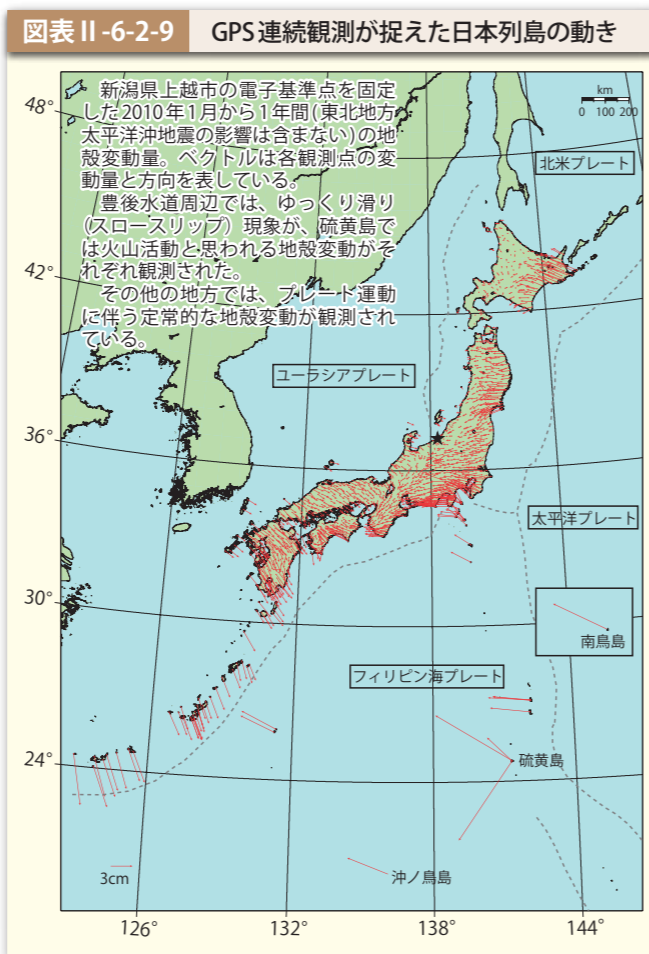 図表Ⅱ-6-2-9 GPS連続観測が捉えた日本列島の動き
新潟県上越市の電子基準点を固定
した2010年1月から1年間(東北地方
太平洋沖地震の影響は含まない)の地
殻変動量。ベクトルは各観測点の変
動量と方向を表している。
豊後水道周辺では、ゆっくり滑り
(スロースリップ)現象が、硫黄島で
は火山活動と思われる地殻変動がそ
れぞれ観測された。
その他の地方では、プレート運動
に伴う定常的な地殻変動が観測され
ている。
km
0 100 200
北米プレート
ユーラシアプレート
太平洋プレート
南鳥島
フィリピン海プレート
硫黄島
沖ノ鳥島
3cm
48°
42°
36°
30°
24°
126° 132° 138° 144°